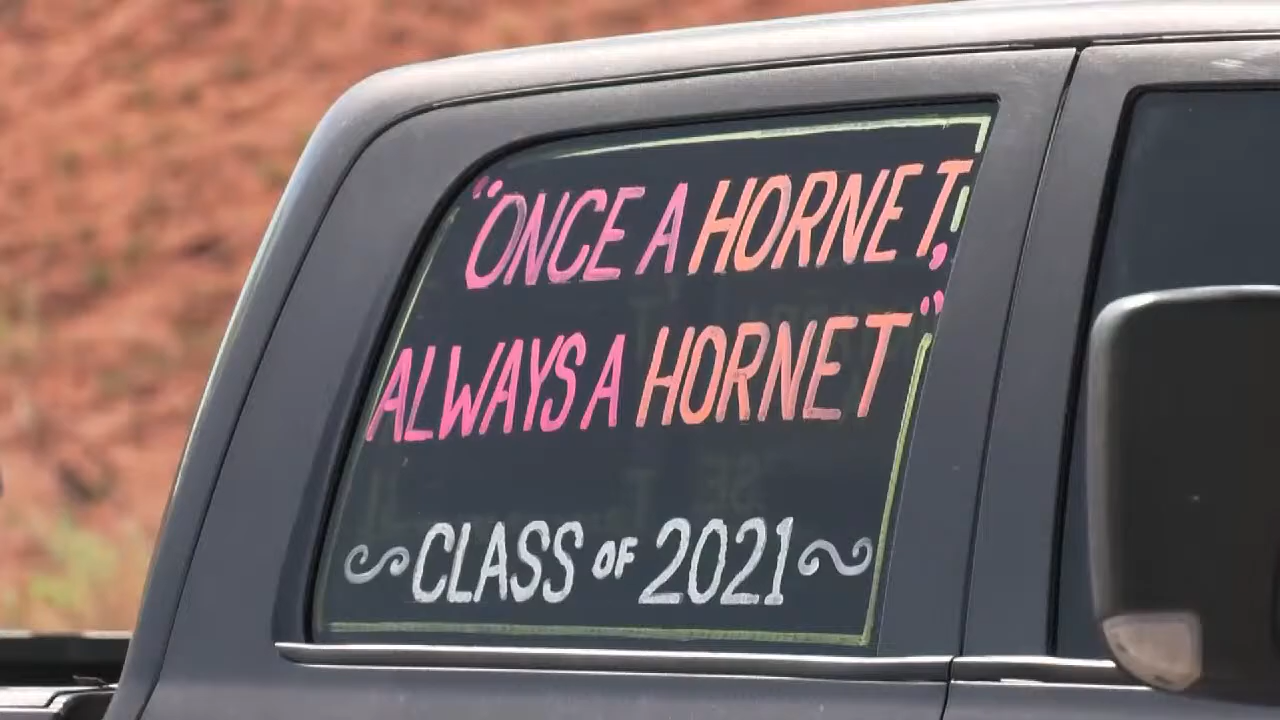 "ONCE A HORNET,
ALWAYS A HORNET"
CLASS OF 2021